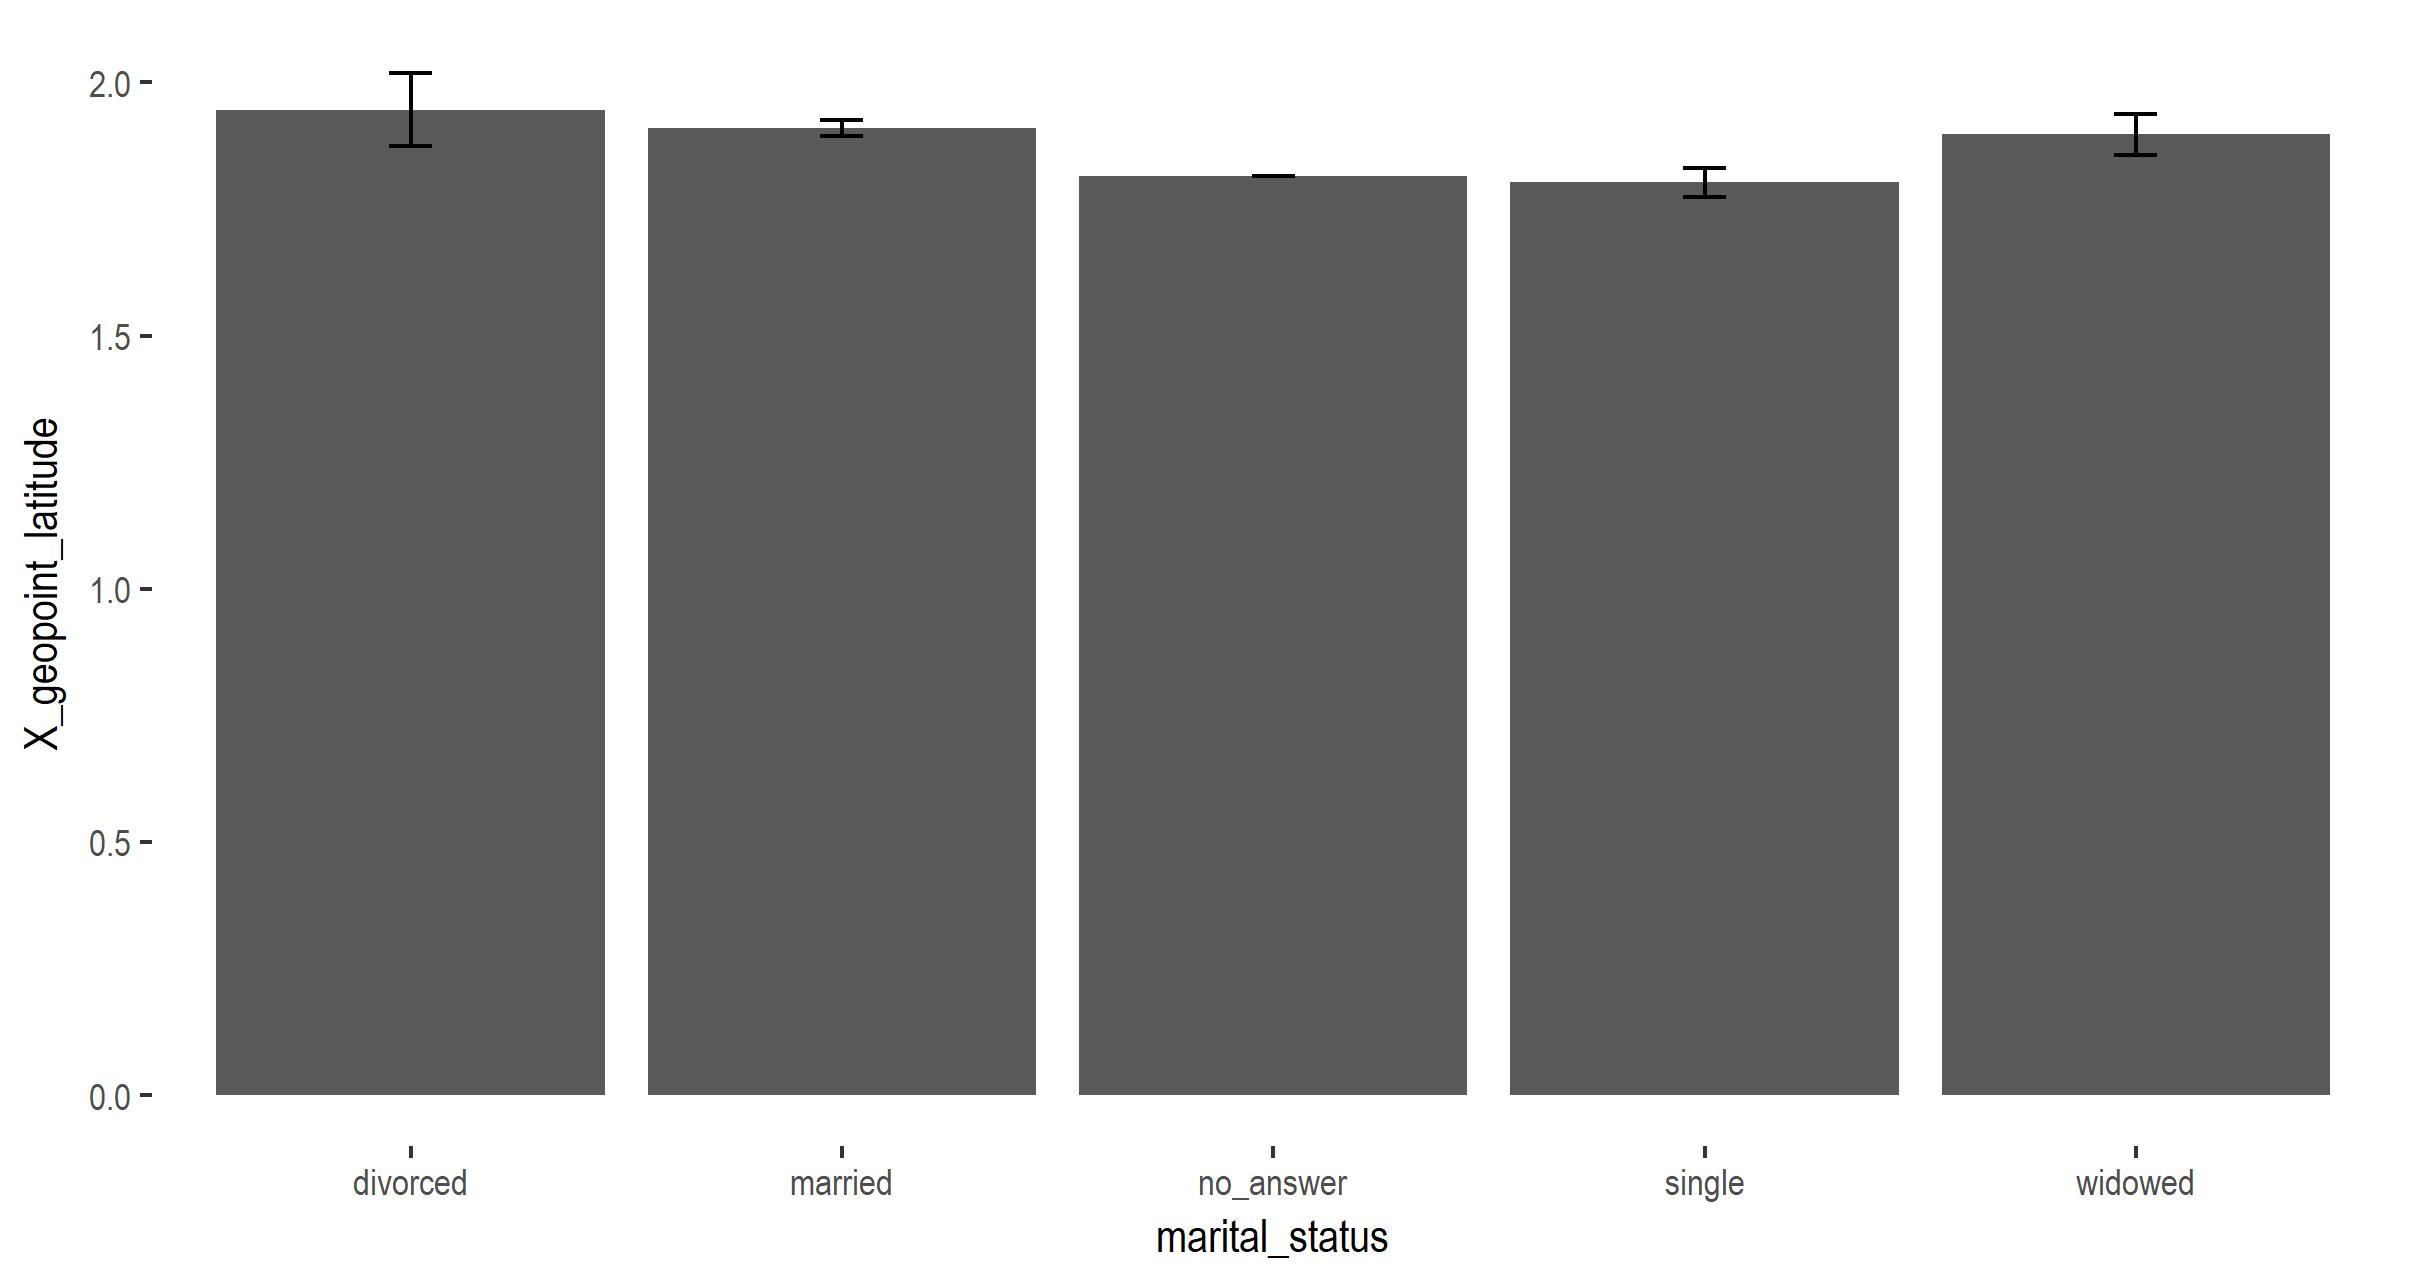 X_geopoint_latitude
2.0
1.5
1.0
0.5
0.0
divorced married no_answer single widowed
marital_status